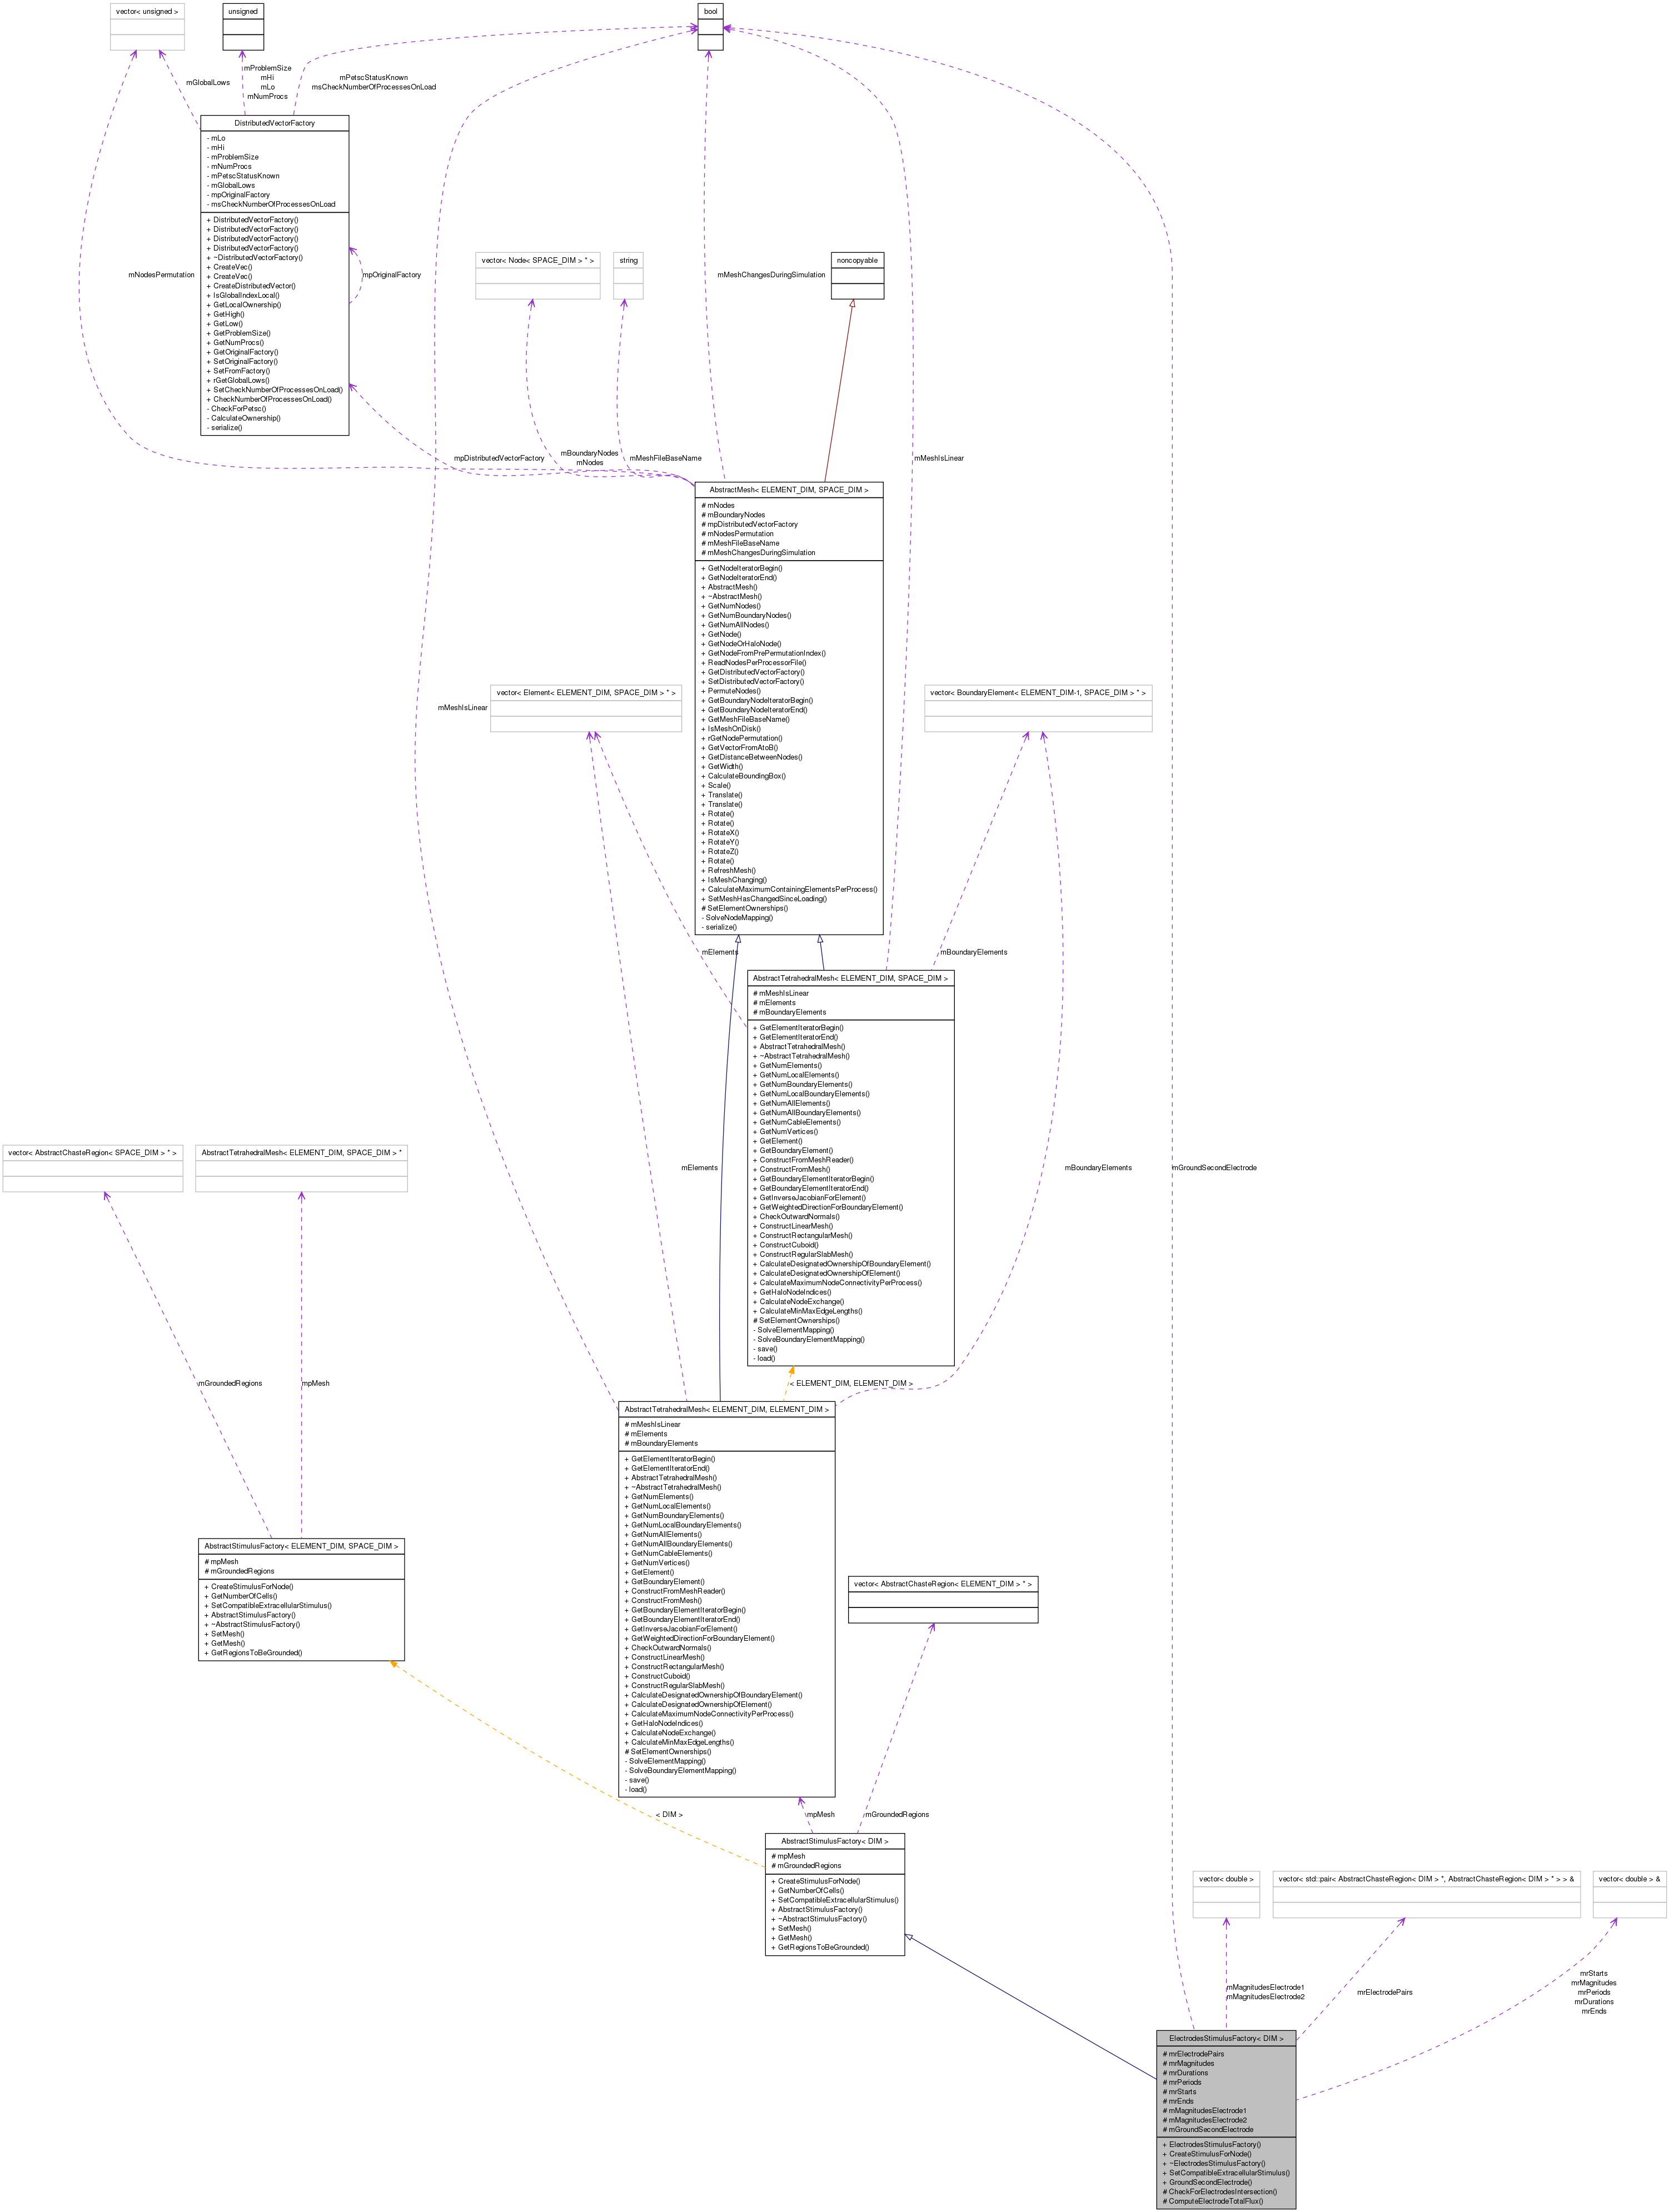 vector< unsigned >
unsigned
bool
mGlobalLows
mProblemSize
mHi
mLo
mNumProcs
mPetscStatusKnown
msCheckNumberOfProcessesOnLoad
DistributedVectorFactory
- mLo
- mHi
- mProblemSize
- mNumProcs
- mPetscStatusKnown
- mGlobalLows
- mpOriginalFactory
- msCheckNumberOfProcessesOnLoad
+ DistributedVectorFactory()
+ DistributedVectorFactory()
+ DistributedVectorFactory()
+ DistributedVectorFactory()
+ ~DistributedVectorFactory()
+ CreateVec()
+ CreateVec()
+ CreateDistributedVector()
+ IsGlobalIndexLocal()
+ GetLocalOwnership()
+ GetHigh()
+ GetLow()
+ GetProblemSize()
+ GetNumProcs()
+ GetOriginalFactory()
+ SetOriginalFactory()
+ SetFromFactory()
+ rGetGlobalLows()
+ SetCheckNumberOfProcessesOnLoad()
+ CheckNumberOfProcessesOnLoad()
- CheckForPetsc()
- CalculateOwnership()
- serialize()
mNodesPermutation
mpOriginalFactory
vector< Node< SPACE_DIM > * >
string
mMeshChangesDuringSimulation
noncopyable
mpDistributedVectorFactory
mBoundaryNodes
mNodes
mMeshFileBaseName
mMeshIsLinear
AbstractMesh< ELEMENT_DIM, SPACE_DIM >
# mNodes
# mBoundaryNodes
# mpDistributedVectorFactory
# mNodesPermutation
# mMeshFileBaseName
# mMeshChangesDuringSimulation
+ GetNodeIteratorBegin()
+ GetNodeIteratorEnd()
+ AbstractMesh()
+ ~AbstractMesh()
+ GetNumNodes()
+ GetNumBoundaryNodes()
+ GetNumAllNodes()
+ GetNode()
+ GetNodeOrHaloNode()
+ GetNodeFromPrePermutationIndex()
+ ReadNodesPerProcessorFile()
+ GetDistributedVectorFactory()
+ SetDistributedVectorFactory()
+ PermuteNodes()
+ GetBoundaryNodeIteratorBegin()
+ GetBoundaryNodeIteratorEnd()
+ GetMeshFileBaseName()
+ IsMeshOnDisk()
+ rGetNodePermutation()
+ GetVectorFromAtoB()
+ GetDistanceBetweenNodes()
+ GetWidth()
+ CalculateBoundingBox()
+ Scale()
+ Translate()
+ Translate()
+ Rotate()
+ Rotate()
+ RotateX()
+ RotateY()
+ RotateZ()
+ Rotate()
+ RefreshMesh()
+ IsMeshChanging()
+ CalculateMaximumContainingElementsPerProcess()
+ SetMeshHasChangedSinceLoading()
# SetElementOwnerships()
- SolveNodeMapping()
- serialize()
mMeshIsLinear
vector< Element< ELEMENT_DIM, SPACE_DIM > * >
vector< BoundaryElement< ELEMENT_DIM-1, SPACE_DIM > * >
mElements
mBoundaryElements
AbstractTetrahedralMesh< ELEMENT_DIM, SPACE_DIM >
# mMeshIsLinear
# mElements
# mBoundaryElements
+ GetElementIteratorBegin()
+ GetElementIteratorEnd()
+ AbstractTetrahedralMesh()
+ ~AbstractTetrahedralMesh()
+ GetNumElements()
+ GetNumLocalElements()
+ GetNumBoundaryElements()
+ GetNumLocalBoundaryElements()
+ GetNumAllElements()
+ GetNumAllBoundaryElements()
+ GetNumCableElements()
+ GetNumVertices()
+ GetElement()
+ GetBoundaryElement()
+ ConstructFromMeshReader()
+ ConstructFromMesh()
+ GetBoundaryElementIteratorBegin()
+ GetBoundaryElementIteratorEnd()
+ GetInverseJacobianForElement()
+ GetWeightedDirectionForBoundaryElement()
+ CheckOutwardNormals()
+ ConstructLinearMesh()
+ ConstructRectangularMesh()
+ ConstructCuboid()
+ ConstructRegularSlabMesh()
+ CalculateDesignatedOwnershipOfBoundaryElement()
+ CalculateDesignatedOwnershipOfElement()
+ CalculateMaximumNodeConnectivityPerProcess()
+ GetHaloNodeIndices()
+ CalculateNodeExchange()
+ CalculateMinMaxEdgeLengths()
# SetElementOwnerships()
- SolveElementMapping()
- SolveBoundaryElementMapping()
- save()
- load()
mElements
mBoundaryElements
mGroundSecondElectrode
vector< AbstractChasteRegion< SPACE_DIM > * >
AbstractTetrahedralMesh< ELEMENT_DIM, SPACE_DIM > *
mGroundedRegions
mpMesh
< ELEMENT_DIM, ELEMENT_DIM >
AbstractTetrahedralMesh< ELEMENT_DIM, ELEMENT_DIM >
# mMeshIsLinear
# mElements
# mBoundaryElements
+ GetElementIteratorBegin()
+ GetElementIteratorEnd()
+ AbstractTetrahedralMesh()
+ ~AbstractTetrahedralMesh()
+ GetNumElements()
+ GetNumLocalElements()
+ GetNumBoundaryElements()
+ GetNumLocalBoundaryElements()
+ GetNumAllElements()
+ GetNumAllBoundaryElements()
+ GetNumCableElements()
+ GetNumVertices()
+ GetElement()
+ GetBoundaryElement()
+ ConstructFromMeshReader()
+ ConstructFromMesh()
+ GetBoundaryElementIteratorBegin()
+ GetBoundaryElementIteratorEnd()
+ GetInverseJacobianForElement()
+ GetWeightedDirectionForBoundaryElement()
+ CheckOutwardNormals()
+ ConstructLinearMesh()
+ ConstructRectangularMesh()
+ ConstructCuboid()
+ ConstructRegularSlabMesh()
+ CalculateDesignatedOwnershipOfBoundaryElement()
+ CalculateDesignatedOwnershipOfElement()
+ CalculateMaximumNodeConnectivityPerProcess()
+ GetHaloNodeIndices()
+ CalculateNodeExchange()
+ CalculateMinMaxEdgeLengths()
# SetElementOwnerships()
- SolveElementMapping()
- SolveBoundaryElementMapping()
- save()
- load()
AbstractStimulusFactory< ELEMENT_DIM, SPACE_DIM >
# mpMesh
# mGroundedRegions
+ CreateStimulusForNode()
+ GetNumberOfCells()
+ SetCompatibleExtracellularStimulus()
+ AbstractStimulusFactory()
+ ~AbstractStimulusFactory()
+ SetMesh()
+ GetMesh()
+ GetRegionsToBeGrounded()
vector< AbstractChasteRegion< ELEMENT_DIM > * >
< DIM >
mpMesh
mGroundedRegions
AbstractStimulusFactory< DIM >
# mpMesh
# mGroundedRegions
+ CreateStimulusForNode()
+ GetNumberOfCells()
+ SetCompatibleExtracellularStimulus()
+ AbstractStimulusFactory()
+ ~AbstractStimulusFactory()
+ SetMesh()
+ GetMesh()
+ GetRegionsToBeGrounded()
vector< double >
vector< std::pair< AbstractChasteRegion< DIM > *, AbstractChasteRegion< DIM > * > > &
vector< double > &
mMagnitudesElectrode1
mMagnitudesElectrode2
mrElectrodePairs
mrStarts
mrMagnitudes
mrPeriods
mrDurations
mrEnds
ElectrodesStimulusFactory< DIM >
# mrElectrodePairs
# mrMagnitudes
# mrDurations
# mrPeriods
# mrStarts
# mrEnds
# mMagnitudesElectrode1
# mMagnitudesElectrode2
# mGroundSecondElectrode
+ ElectrodesStimulusFactory()
+ CreateStimulusForNode()
+ ~ElectrodesStimulusFactory()
+ SetCompatibleExtracellularStimulus()
+ GroundSecondElectrode()
# CheckForElectrodesIntersection()
# ComputeElectrodeTotalFlux()